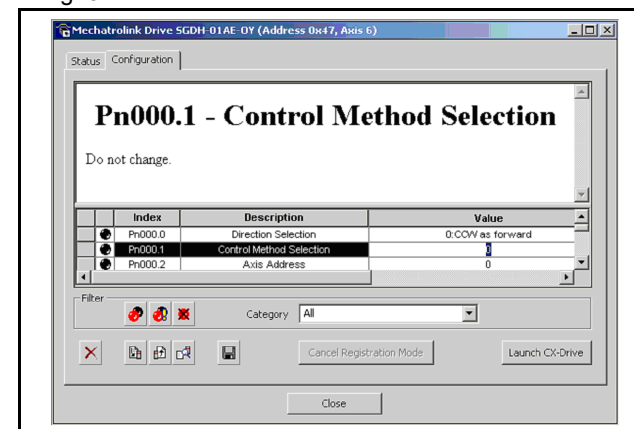 Mechatrolink Drive SGDH-01AE-OY (Address 0x47, Axis 6)
Status Configuration
Pn000.1 - Control Method Selection
Do not change.
Index Description Value
Pn000.0 Direction Selection 0:CCW as forward
Pn000.1 Control Method Selection 0
Pn000.2 Axis Address 0
Filter
Category All
Cancel Registration Mode Launch CX-Drive
Close